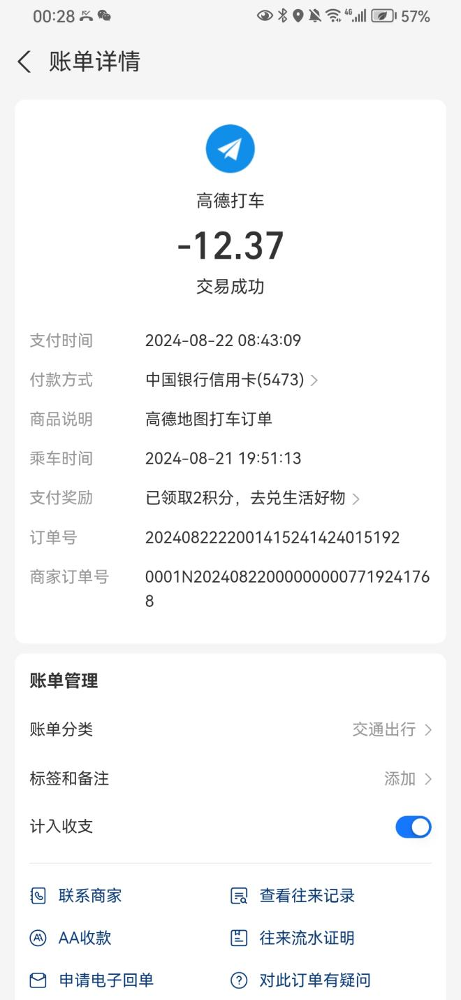 00:28 4G 57%
账单详情
高德打车
-12.37
交易成功
支付时间 2024-08-22 08:43:09
付款方式 中国银行信用卡(5473)
商品说明 高德地图打车订单
乘车时间 2024-08-21 19:51:13
支付奖励 已领取2积分，去兑生活好物
订单号 2024082222001415241424015192
商家订单号 0001N20240822000000000771924176
8
账单管理
账单分类 交通出行
标签和备注 添加
计入收支
联系商家 查看往来记录
AA收款 往来流水证明
申请电子回单 对此订单有疑问